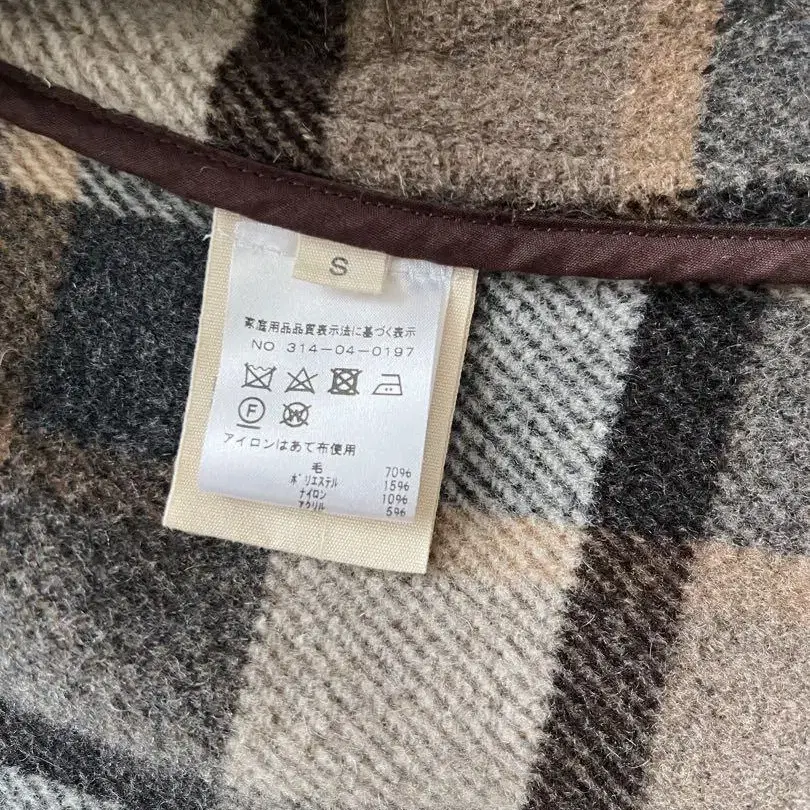 S
家庭用品品質表示法に基づく表示
NO 314-04-0197
F
W
アイロンはあて布使用
毛 70%
ポリエステル 15%
ナイロン 10%
アクリル 5%